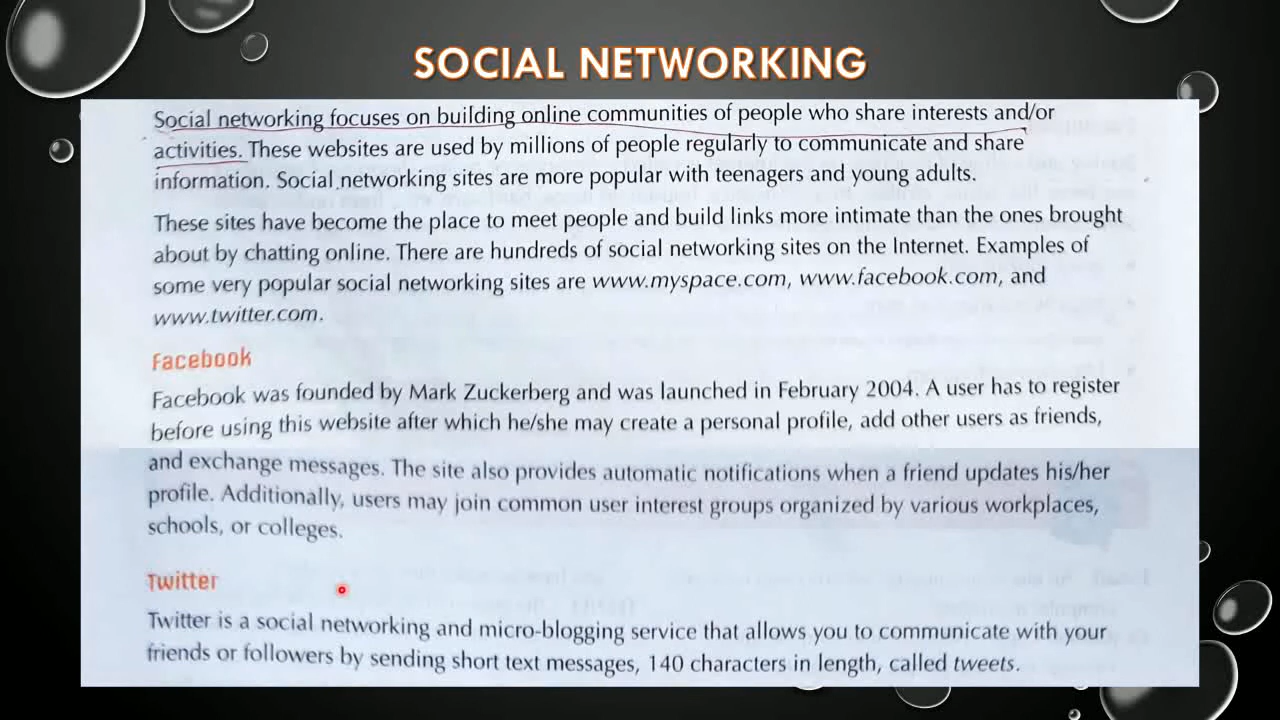 SOCIAL NETWORKING
Social networking focuses on building online communities of people who share interests and/or
activities. These websites are used by millions of people regularly to communicate and share
information. Social networking sites are more popular with teenagers and young adults.
These sites have become the place to meet people and build links more intimate than the ones brought
about by chatting online. There are hundreds of social networking sites on the Internet. Examples of
some very popular social networking sites are www.myspace.com, www.facebook.com, and
www.twitter.com.
Facebook
Facebook was founded by Mark Zuckerberg and was launched in February 2004. A user has to register
before using this website after which he/she may create a personal profile, add other users as friends,
and exchange messages. The site also provides automatic notifications when a friend updates his/her
profile. Additionally, users may join common user interest groups organized by various workplaces,
schools, or colleges.
Twitter
Twitter is a social networking and micro-blogging service that allows you to communicate with your
friends or followers by sending short text messages, 140 characters in length, called tweets.